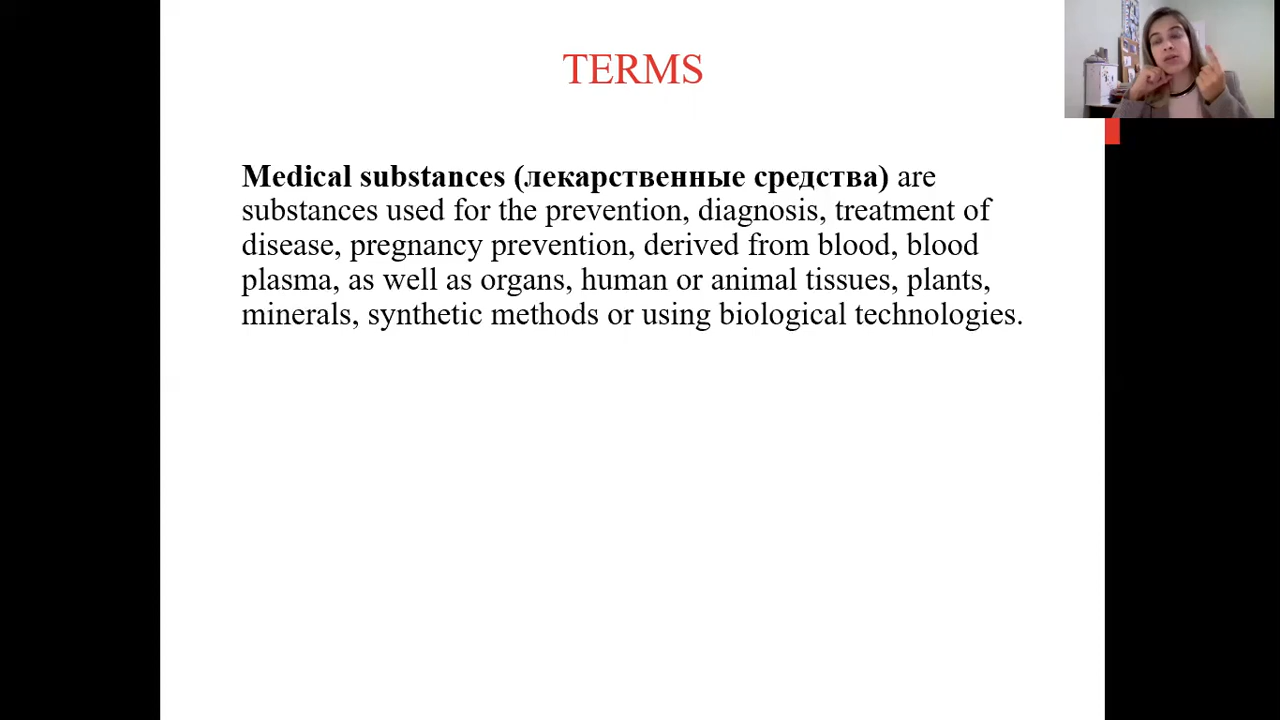 TERMS
Medical substances (лекарственные средства) are
substances used for the prevention, diagnosis, treatment of
disease, pregnancy prevention, derived from blood, blood
plasma, as well as organs, human or animal tissues, plants,
minerals, synthetic methods or using biological technologies.